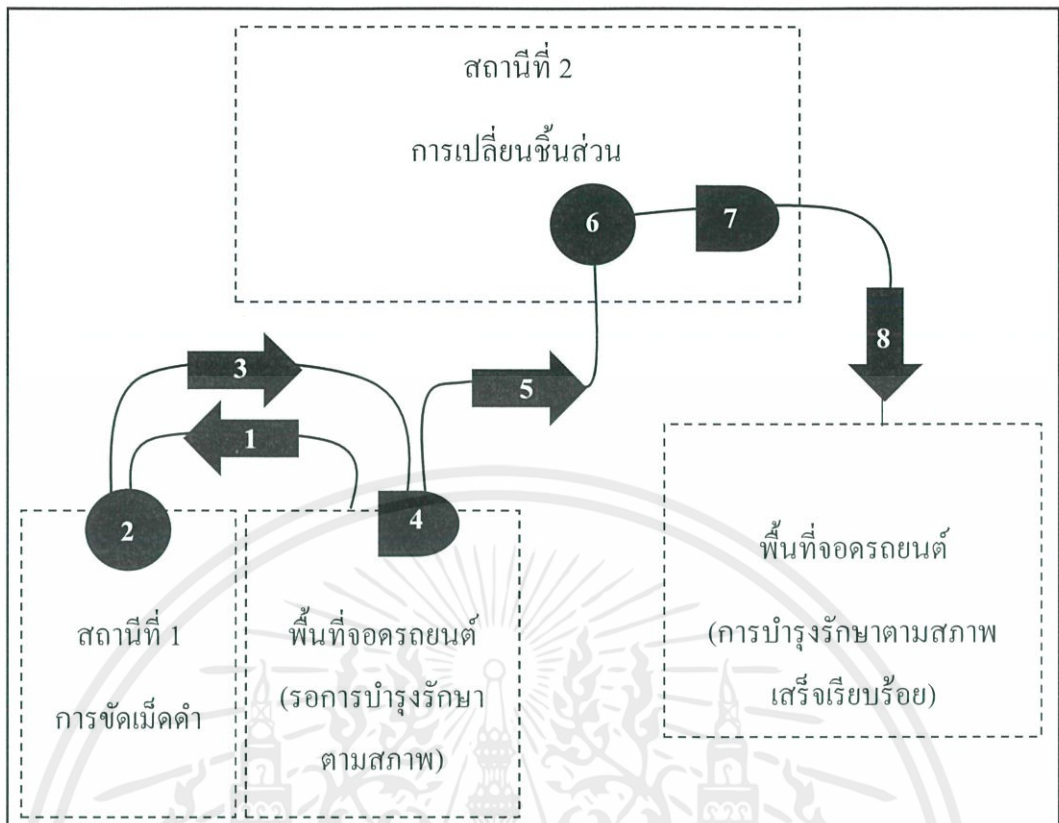 สถานีที่ 2
การเปลี่ยนชิ้นส่วน
6
7
8
3
5
1
2
4
สถานีที่ 1
การขัดเม็ดดำ
พื้นที่จอดรถยนต์
(รอการบำรุงรักษา
ตามสภาพ)
พื้นที่จอดรถยนต์
(การบำรุงรักษาตามสภาพ
เสร็จเรียบร้อย)